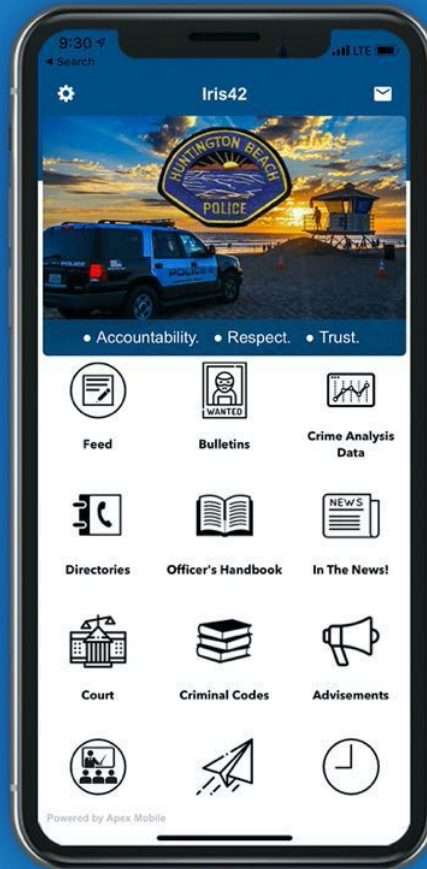 9:30
Search
LTE
Iris42
HUNTINGTON BEACH
POLICE
POLICE
• Accountability. • Respect. • Trust.
WANTED
NEWS
Feed
Bulletins
Crime Analysis
Data
Directories
Officer's Handbook
In The News!
Court
Criminal Codes
Advisements
Powered by Apex Mobile